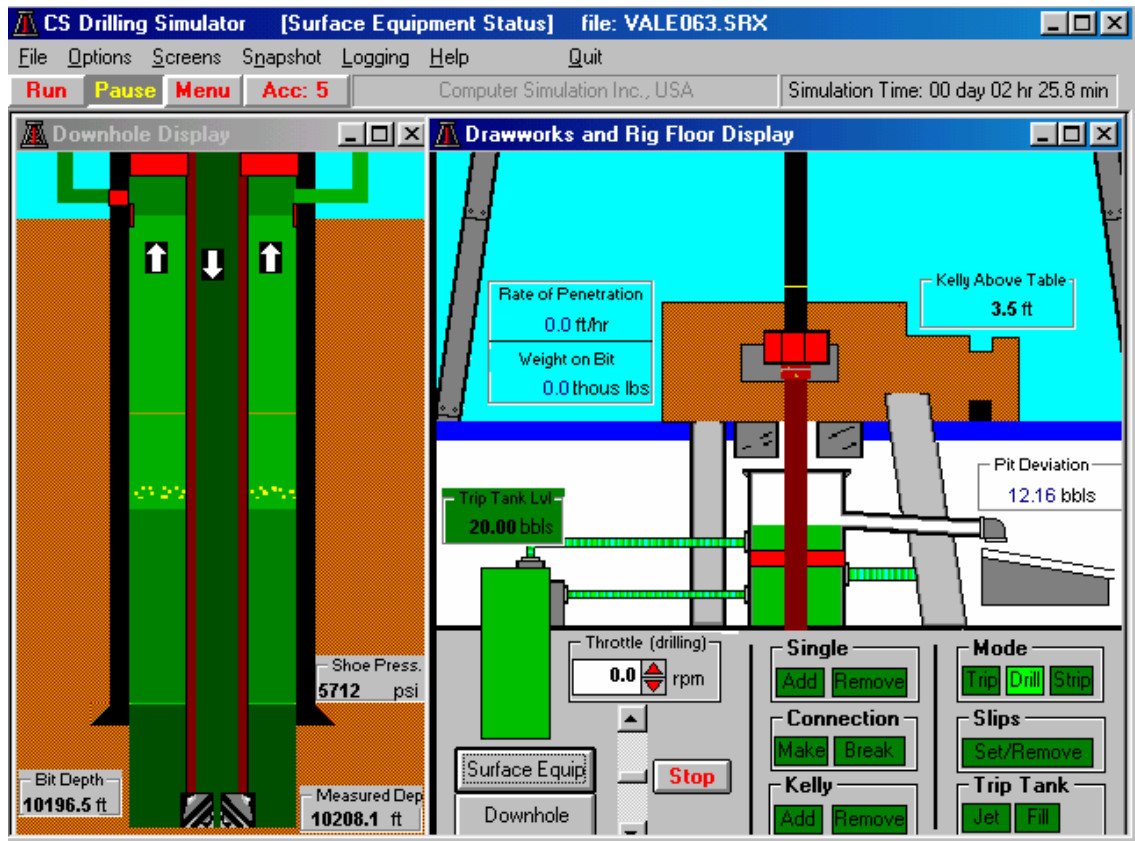 CS Drilling Simulator [Surface Equipment Status] file: VALE063.SRX
File Options Screens Snapshot Logging Help Quit
Run Pause Menu Acc: 5 Computer Simulation Inc., USA Simulation Time: 00 day 02 hr 25.8 min
Downhole Display
Shoe Press.
5712 psi
Bit Depth
10196.5 ft
Measured Dep
10208.1 ft
Drawworks and Rig Floor Display
Rate of Penetration
0.0 ft/hr
Weight on Bit
0.0 thous lbs
Kelly Above Table
3.5 ft
Pit Deviation
12.16 bbls
Trip Tank Lvl
20.00 bbls
Throttle (drilling)
0.0 rpm
Surface Equip
Downhole
Stop
Single
Add Remove
Connection
Make Break
Kelly
Add Remove
Mode
Trip Drill Strip
Slips
Set/Remove
Trip Tank
Jet Fill